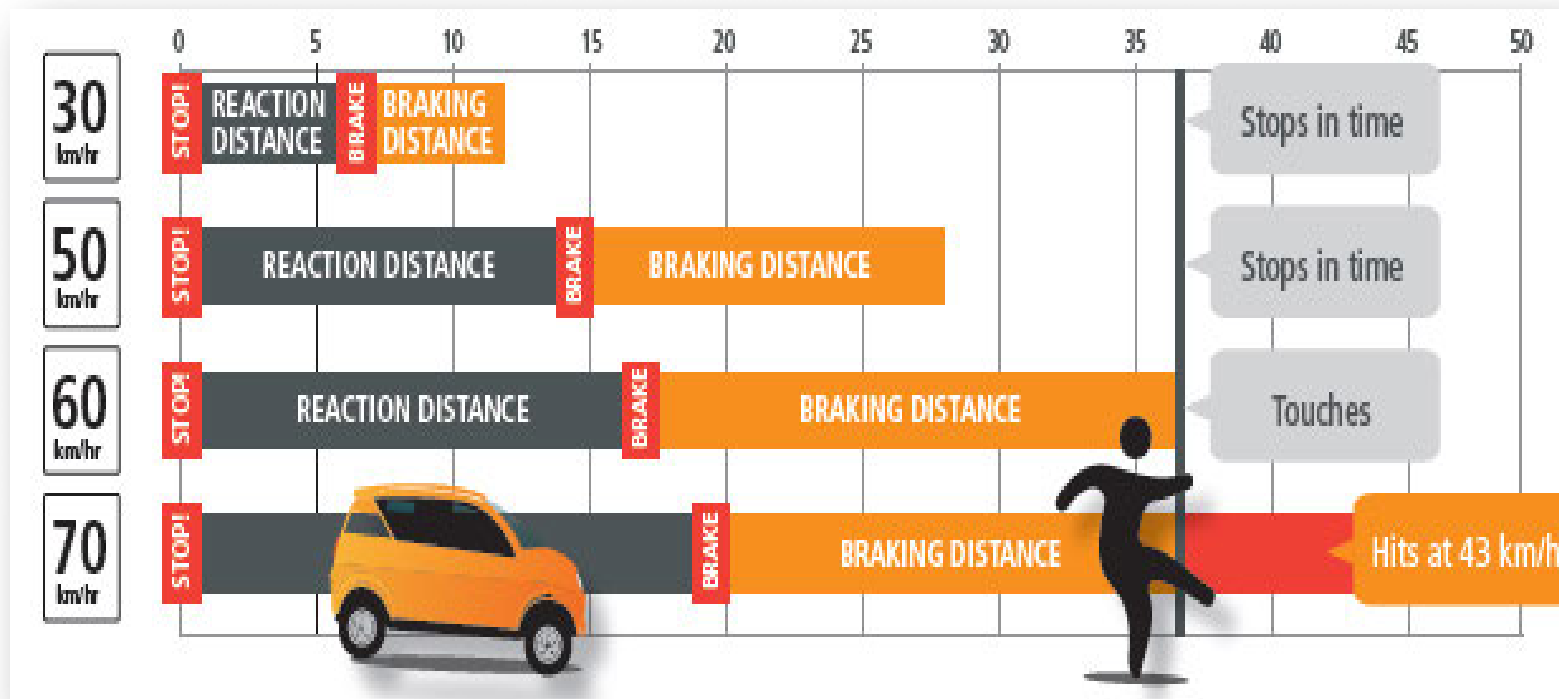 0 5 10 15 20 25 30 35 40 45 50
30
km/hr
STOP!
REACTION
DISTANCE
BRAKE
BRAKING
DISTANCE
Stops in time
50
km/hr
STOP!
REACTION DISTANCE
BRAKE
BRAKING DISTANCE
Stops in time
60
km/hr
STOP!
REACTION DISTANCE
BRAKE
BRAKING DISTANCE
Touches
70
km/hr
STOP!
BRAKE
BRAKING DISTANCE
Hits at 43 km/h